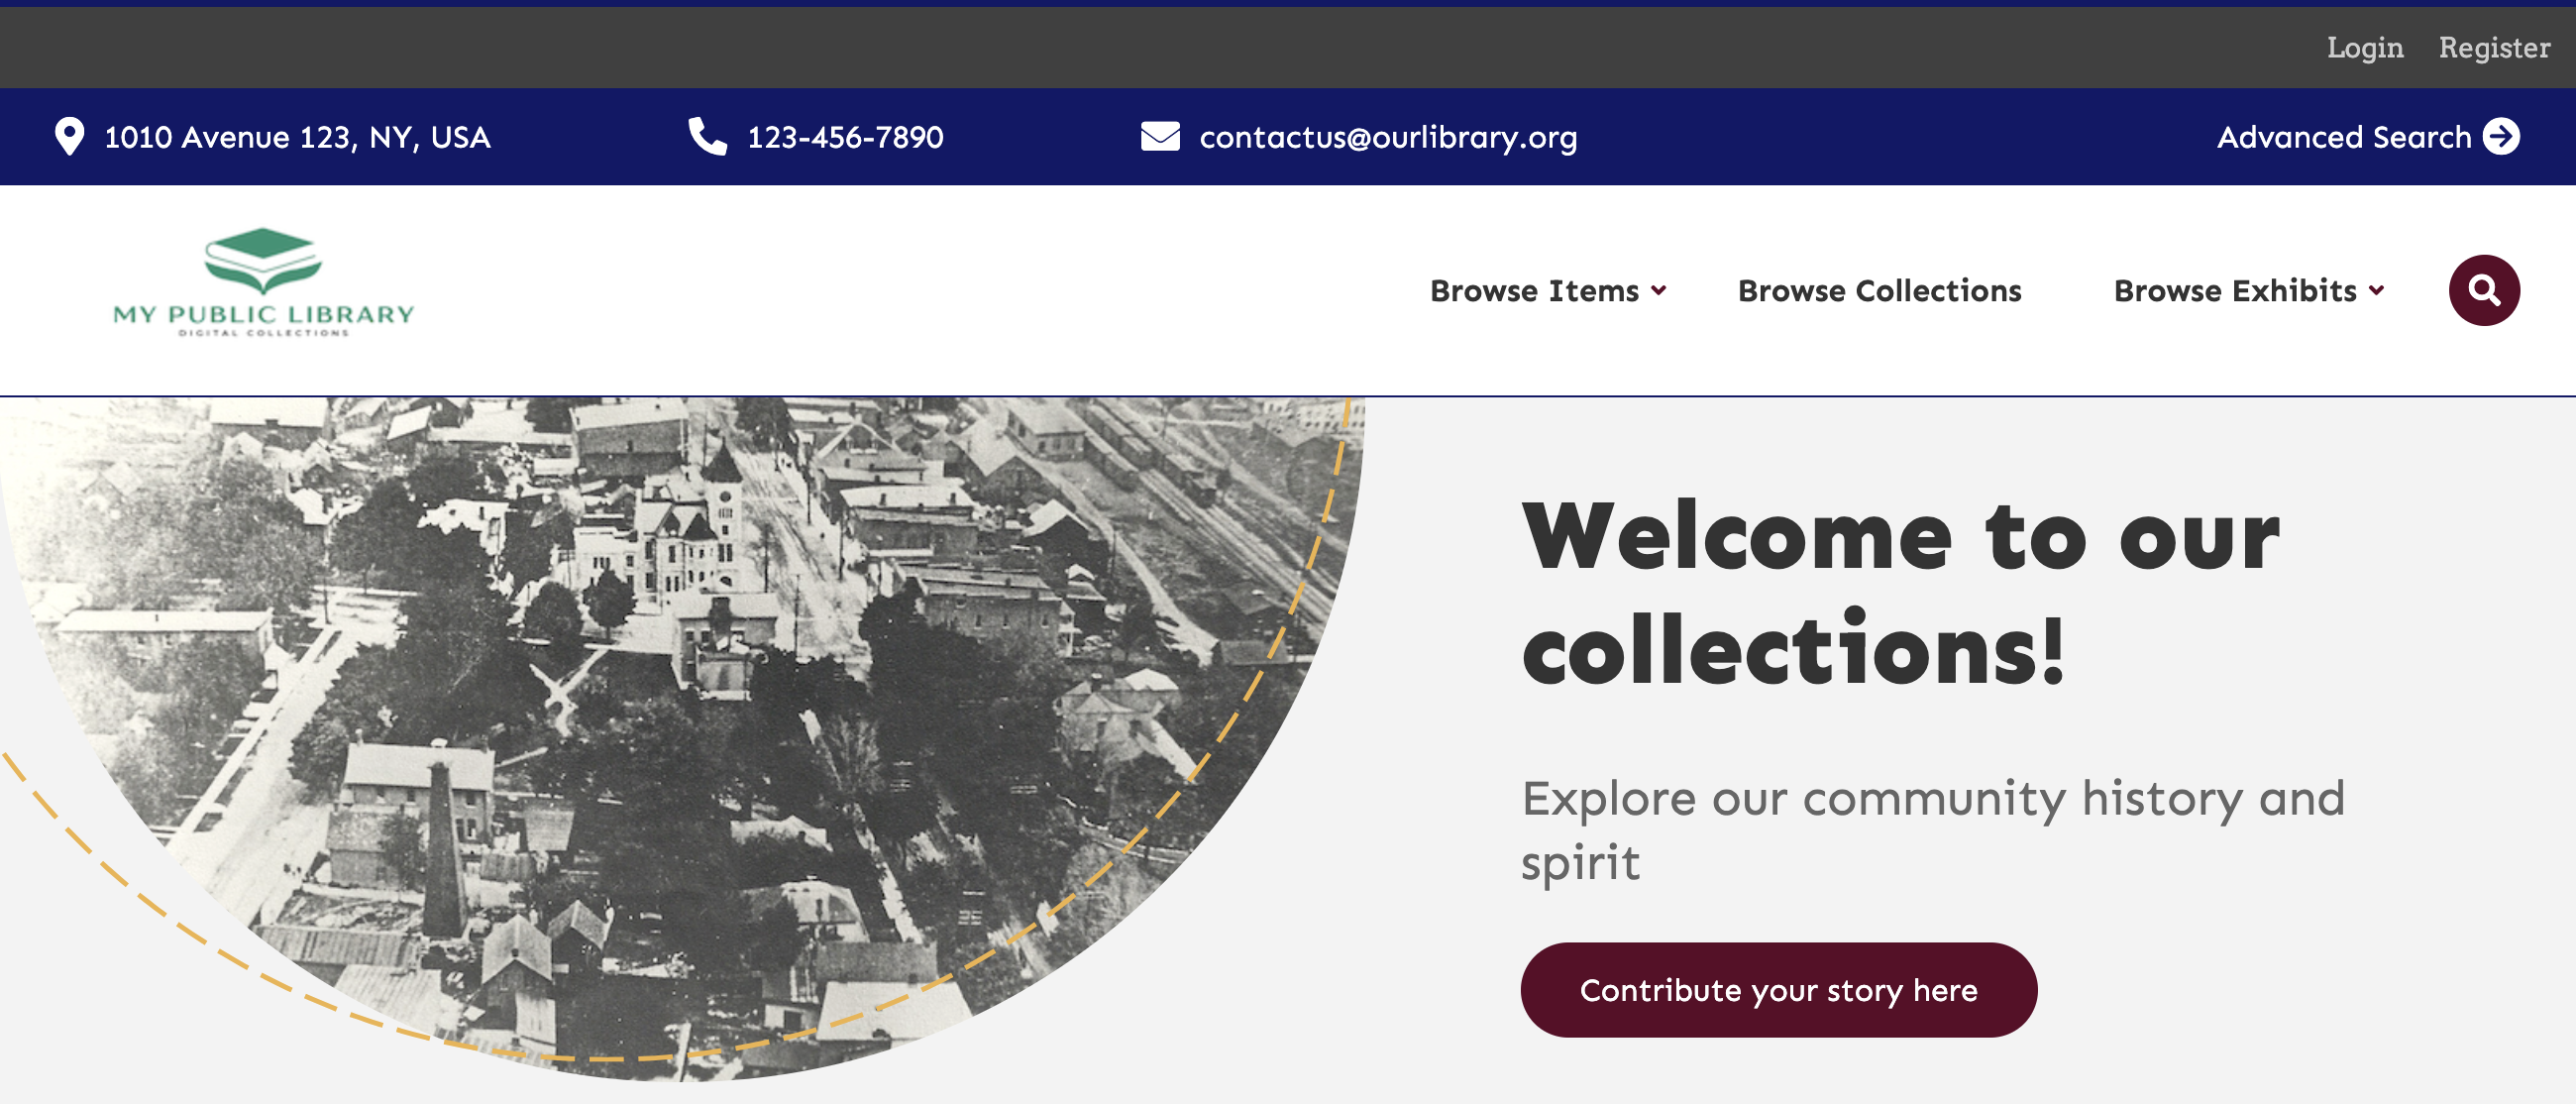 Login Register
1010 Avenue 123, NY, USA 123-456-7890 contactus@ourlibrary.org Advanced Search
MY PUBLIC LIBRARY
DIGITAL COLLECTIONS
Browse Items Browse Collections Browse Exhibits
Welcome to our
collections!
Explore our community history and
spirit
Contribute your story here